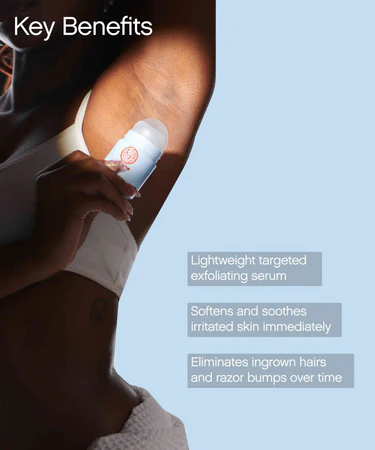 Key Benefits
Lightweight targeted
exfoliating serum
Softens and soothes
irritated skin immediately
Eliminates ingrown hairs
and razor bumps over time